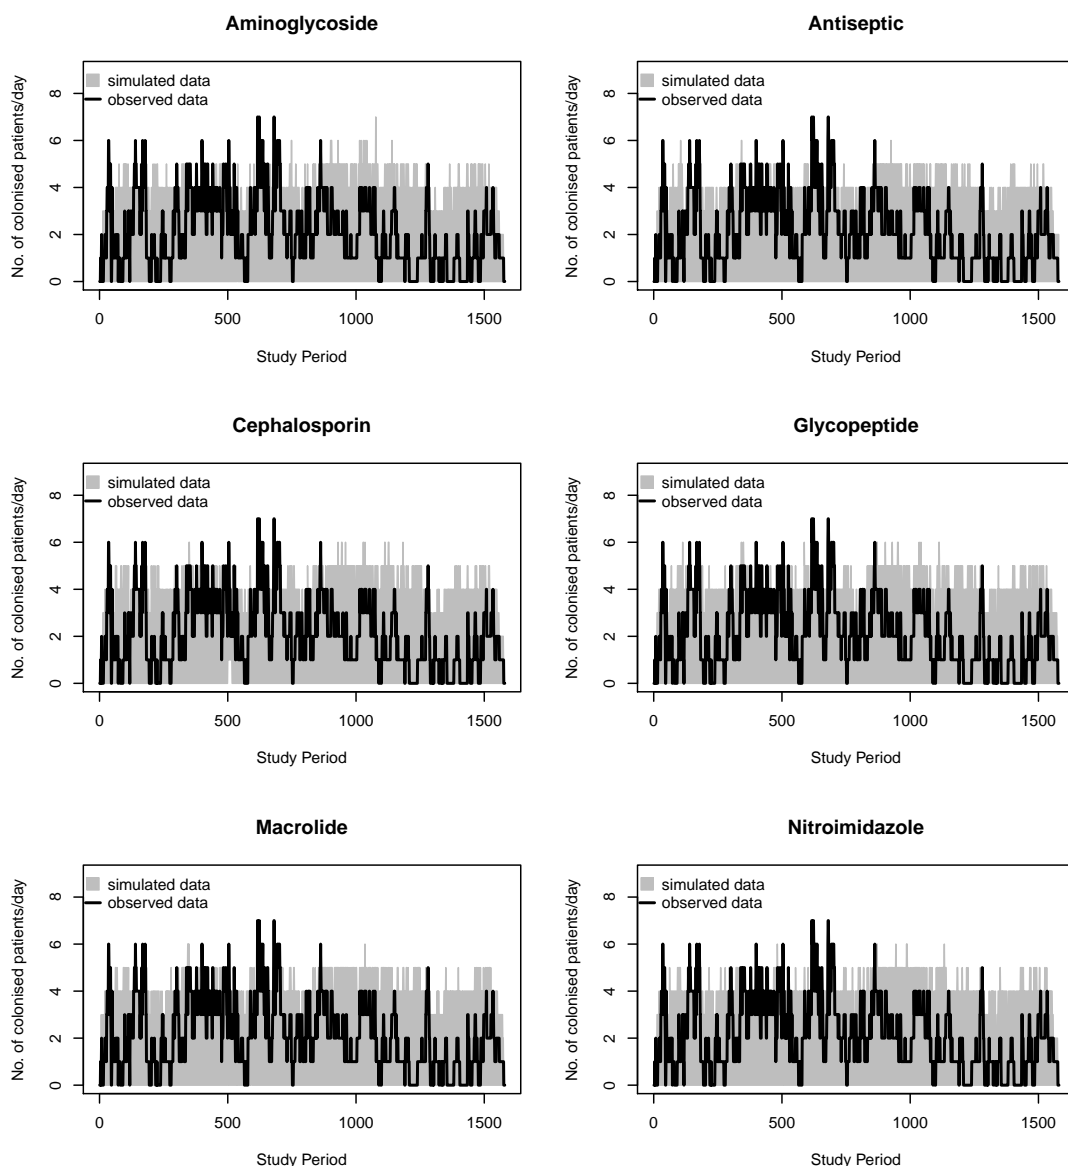 Aminoglycoside
simulated data
observed data
No. of colonised patients/day
0 2 4 6 8
0 500 1000 1500
Study Period
Antiseptic
simulated data
observed data
No. of colonised patients/day
0 2 4 6 8
0 500 1000 1500
Study Period
Cephalosporin
simulated data
observed data
No. of colonised patients/day
0 2 4 6 8
0 500 1000 1500
Study Period
Glycopeptide
simulated data
observed data
No. of colonised patients/day
0 2 4 6 8
0 500 1000 1500
Study Period
Macrolide
simulated data
observed data
No. of colonised patients/day
0 2 4 6 8
0 500 1000 1500
Study Period
Nitroimidazole
simulated data
observed data
No. of colonised patients/day
0 2 4 6 8
0 500 1000 1500
Study Period